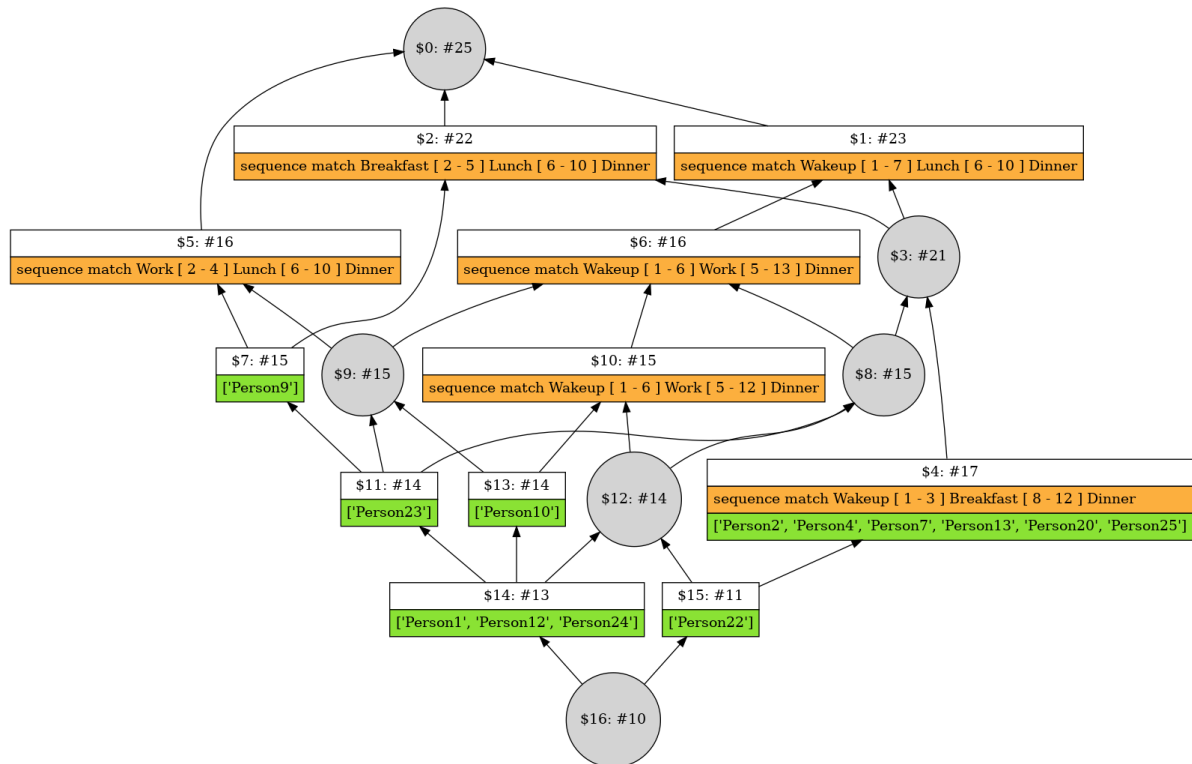 $0: #25
$2: #22
sequence match Breakfast [ 2 - 5 ] Lunch [ 6 - 10 ] Dinner
$1: #23
sequence match Wakeup [ 1 - 7 ] Lunch [ 6 - 10 ] Dinner
$5: #16
sequence match Work [ 2 - 4 ] Lunch [ 6 - 10 ] Dinner
$6: #16
sequence match Wakeup [ 1 - 6 ] Work [ 5 - 13 ] Dinner
$3: #21
$7: #15
['Person9']
$9: #15
$10: #15
sequence match Wakeup [ 1 - 6 ] Work [ 5 - 12 ] Dinner
$8: #15
$11: #14
['Person23']
$13: #14
['Person10']
$12: #14
$4: #17
sequence match Wakeup [ 1 - 3 ] Breakfast [ 8 - 12 ] Dinner
['Person2', 'Person4', 'Person7', 'Person13', 'Person20', 'Person25']
$14: #13
['Person1', 'Person12', 'Person24']
$15: #11
['Person22']
$16: #10